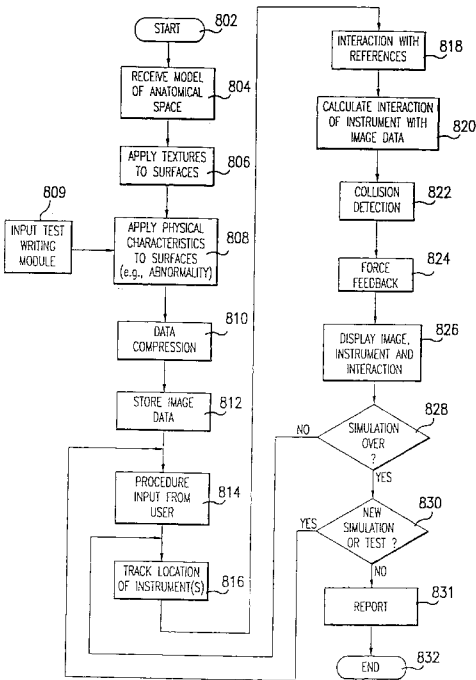 START
802
RECEIVE MODEL
OF ANATOMICAL
SPACE
804
APPLY TEXTURES
TO SURFACES
806
809
INPUT TEST
WRITING
MODULE
APPLY PHYSICAL
CHARACTERISTICS
TO SURFACES
(e.g., ABNORMALITY)
808
DATA
COMPRESSION
810
STORE IMAGE
DATA
812
PROCEDURE
INPUT FROM
USER
814
TRACK LOCATION
OF INSTRUMENT(S)
816
INTERACTION WITH
REFERENCES
818
CALCULATE INTERACTION
OF INSTRUMENT WITH
IMAGE DATA
820
COLLISION
DETECTION
822
FORCE
FEEDBACK
824
826
DISPLAY IMAGE,
INSTRUMENT AND
INTERACTION
828
NO
SIMULATION
OVER
?
YES
830
YES
NEW
SIMULATION
OR TEST ?
NO
REPORT
831
END
832